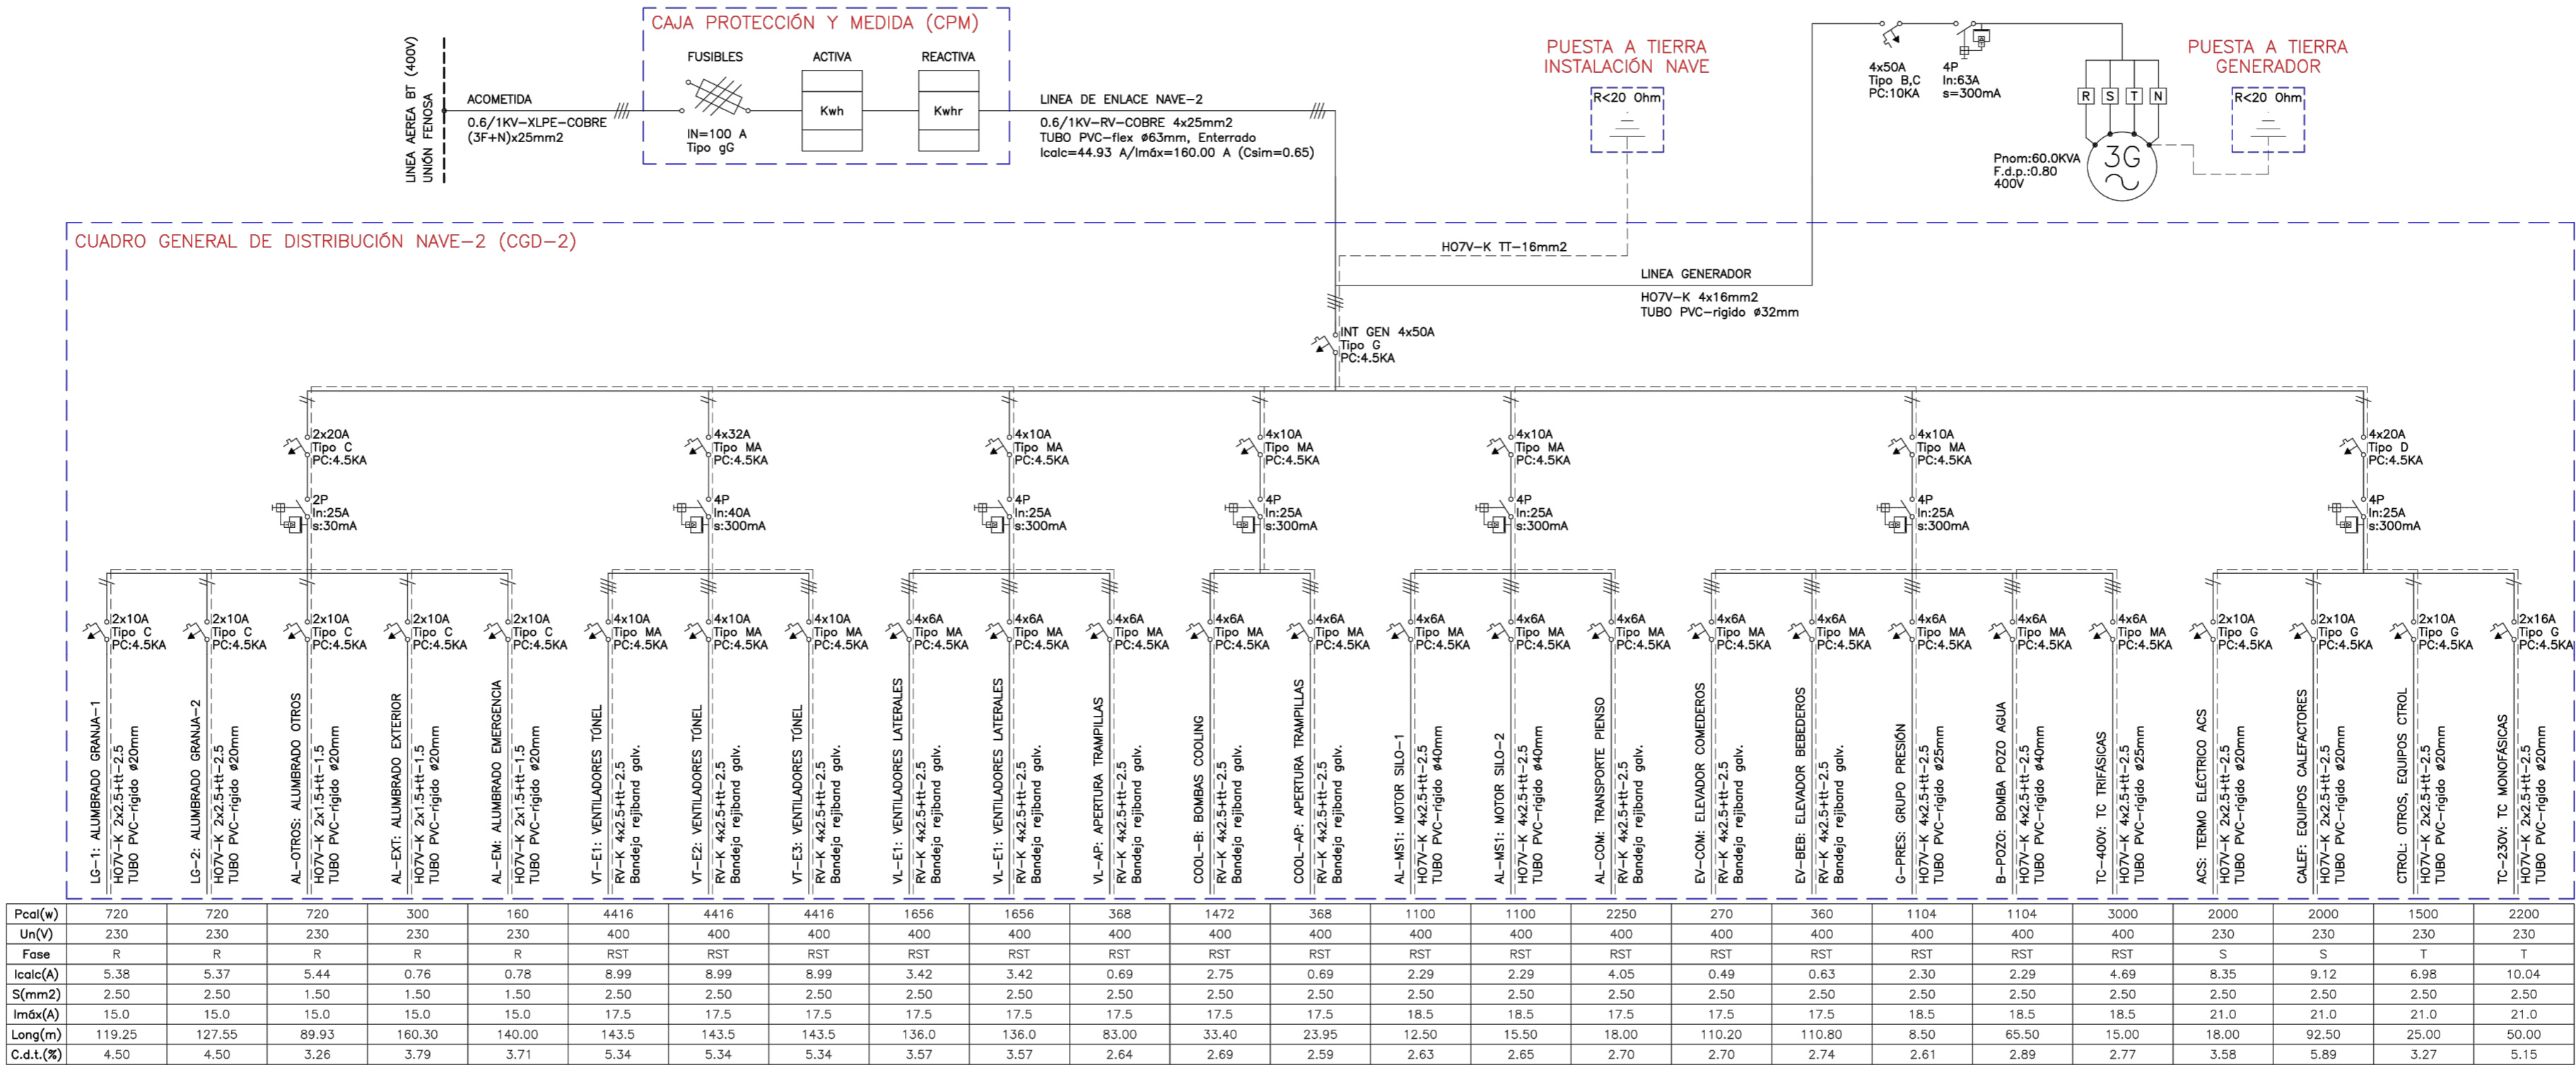 CAJA PROTECCIÓN Y MEDIDA (CPM)
LINEA AEREA BT (400V)
UNIÓN FENOSA
ACOMETIDA
0.6/1KV-XLPE-COBRE
(3F+N)x25mm2
FUSIBLES
IN=100 A
Tipo gG
ACTIVA
Kwh
REACTIVA
Kwhr
LINEA DE ENLACE NAVE-2
0.6/1KV-RV-COBRE 4x25mm2
TUBO PVC-flex ø63mm, Enterrado
Icalc=44.93 A/Imáx=160.00 A (Csim=0.65)
PUESTA A TIERRA
INSTALACIÓN NAVE
R<20 Ohm
4x50A
Tipo B,C
PC:10KA
4P
In:63A
s=300mA
R S T N
3G
Pnom:60.0KVA
F.d.p.:0.80
400V
PUESTA A TIERRA
GENERADOR
R<20 Ohm
CUADRO GENERAL DE DISTRIBUCIÓN NAVE-2 (CGD-2)
HO7V-K TT-16mm2
LINEA GENERADOR
HO7V-K 4x16mm2
TUBO PVC-rigido ø32mm
INT GEN 4x50A
Tipo G
PC:4.5KA
2x20A
Tipo C
PC:4.5KA
4x32A
Tipo MA
PC:4.5KA
4x10A
Tipo MA
PC:4.5KA
4x10A
Tipo MA
PC:4.5KA
4x10A
Tipo MA
PC:4.5KA
4x10A
Tipo MA
PC:4.5KA
4x20A
Tipo D
PC:4.5KA
2P
In:25A
s:30mA
4P
In:40A
s:300mA
4P
In:25A
s:300mA
4P
In:25A
s:300mA
4P
In:25A
s:300mA
4P
In:25A
s:300mA
4P
In:25A
s:300mA
2x10A
Tipo C
PC:4.5KA
2x10A
Tipo C
PC:4.5KA
2x10A
Tipo C
PC:4.5KA
2x10A
Tipo C
PC:4.5KA
2x10A
Tipo C
PC:4.5KA
4x10A
Tipo MA
PC:4.5KA
4x10A
Tipo MA
PC:4.5KA
4x10A
Tipo MA
PC:4.5KA
4x6A
Tipo MA
PC:4.5KA
4x6A
Tipo MA
PC:4.5KA
4x6A
Tipo MA
PC:4.5KA
4x6A
Tipo MA
PC:4.5KA
4x6A
Tipo MA
PC:4.5KA
4x6A
Tipo MA
PC:4.5KA
4x6A
Tipo MA
PC:4.5KA
4x6A
Tipo MA
PC:4.5KA
4x6A
Tipo MA
PC:4.5KA
4x6A
Tipo MA
PC:4.5KA
4x6A
Tipo MA
PC:4.5KA
4x6A
Tipo MA
PC:4.5KA
4x6A
Tipo MA
PC:4.5KA
2x10A
Tipo G
PC:4.5KA
2x10A
Tipo G
PC:4.5KA
2x10A
Tipo G
PC:4.5KA
2x16A
Tipo G
PC:4.5KA
LG-1: ALUMBRADO GRANJA-1
HO7V-K 2x2.5+tt-2.5
TUBO PVC-rigido ø20mm
LG-2: ALUMBRADO GRANJA-2
HO7V-K 2x2.5+tt-2.5
TUBO PVC-rigido ø20mm
AL-OTROS: ALUMBRADO OTROS
HO7V-K 2x1.5+tt-1.5
TUBO PVC-rigido ø20mm
AL-EXT: ALUMBRADO EXTERIOR
HO7V-K 2x1.5+tt-1.5
TUBO PVC-rigido ø20mm
AL-EM: ALUMBRADO EMERGENCIA
HO7V-K 2x1.5+tt-1.5
TUBO PVC-rigido ø20mm
VT-E1: VENTILADORES TÚNEL
RV-K 4x2.5+tt-2.5
Bandeja rejiband galv.
VT-E2: VENTILADORES TÚNEL
RV-K 4x2.5+tt-2.5
Bandeja rejiband galv.
VT-E3: VENTILADORES TÚNEL
RV-K 4x2.5+tt-2.5
Bandeja rejiband galv.
VL-E1: VENTILADORES LATERALES
RV-K 4x2.5+tt-2.5
Bandeja rejiband galv.
VL-E1: VENTILADORES LATERALES
RV-K 4x2.5+tt-2.5
Bandeja rejiband galv.
VL-AP: APERTURA TRAMPILLAS
RV-K 4x2.5+tt-2.5
Bandeja rejiband galv.
COOL-B: BOMBAS COOLING
RV-K 4x2.5+tt-2.5
Bandeja rejiband galv.
COOL-AP: APERTURA TRAMPILLAS
RV-K 4x2.5+tt-2.5
Bandeja rejiband galv.
AL-MS1: MOTOR SILO-1
HO7V-K 4x2.5+tt-2.5
TUBO PVC-rigido ø40mm
AL-MS1: MOTOR SILO-2
HO7V-K 4x2.5+tt-2.5
TUBO PVC-rigido ø40mm
AL-COM: TRANSPORTE PIENSO
RV-K 4x2.5+tt-2.5
Bandeja rejiband galv.
EV-COM: ELEVADOR COMEDEROS
RV-K 4x2.5+tt-2.5
Bandeja rejiband galv.
EV-BEB: ELEVADOR BEBEDEROS
RV-K 4x2.5+tt-2.5
Bandeja rejiband galv.
G-PRES: GRUPO PRESIÓN
HO7V-K 4x2.5+tt-2.5
TUBO PVC-rigido ø25mm
B-POZO: BOMBA POZO AGUA
HO7V-K 4x2.5+tt-2.5
TUBO PVC-rigido ø40mm
TC-400V: TC TRIFÁSICAS
HO7V-K 4x2.5+tt-2.5
TUBO PVC-rigido ø25mm
ACS: TERMO ELÉCTRICO ACS
HO7V-K 2x2.5+tt-2.5
TUBO PVC-rigido ø20mm
CALEF: EQUIPOS CALEFACTORES
HO7V-K 2x2.5+tt-2.5
TUBO PVC-rigido ø20mm
CTROL: OTROS, EQUIPOS CTROL
HO7V-K 2x2.5+tt-2.5
TUBO PVC-rigido ø20mm
TC-230V: TC MONOFÁSICAS
HO7V-K 2x2.5+tt-2.5
TUBO PVC-rigido ø20mm
Pcal(w) 720 720 720 300 160 4416 4416 4416 1656 1656 368 1472 368 1100 1100 2250 270 360 1104 1104 3000 2000 2000 1500 2200
Un(V) 230 230 230 230 230 400 400 400 400 400 400 400 400 400 400 400 400 400 400 400 400 230 230 230 230
Fase R R R R R RST RST RST RST RST RST RST RST RST RST RST RST RST RST RST RST S S T T
Icalc(A) 5.38 5.37 5.44 0.76 0.78 8.99 8.99 8.99 3.42 3.42 0.69 2.75 0.69 2.29 2.29 4.05 0.49 0.63 2.30 2.29 4.69 8.35 9.12 6.98 10.04
S(mm2) 2.50 2.50 1.50 1.50 1.50 2.50 2.50 2.50 2.50 2.50 2.50 2.50 2.50 2.50 2.50 2.50 2.50 2.50 2.50 2.50 2.50 2.50 2.50 2.50 2.50
Imáx(A) 15.0 15.0 15.0 15.0 15.0 17.5 17.5 17.5 17.5 17.5 17.5 17.5 17.5 18.5 18.5 17.5 17.5 17.5 18.5 18.5 18.5 21.0 21.0 21.0 21.0
Long(m) 119.25 127.55 89.93 160.30 140.00 143.5 143.5 143.5 136.0 136.0 83.00 33.40 23.95 12.50 15.50 18.00 110.20 110.80 8.50 65.50 15.00 18.00 92.50 25.00 50.00
C.d.t.(%) 4.50 4.50 3.26 3.79 3.71 5.34 5.34 5.34 3.57 3.57 2.64 2.69 2.59 2.63 2.65 2.70 2.70 2.74 2.61 2.89 2.77 3.58 5.89 3.27 5.15